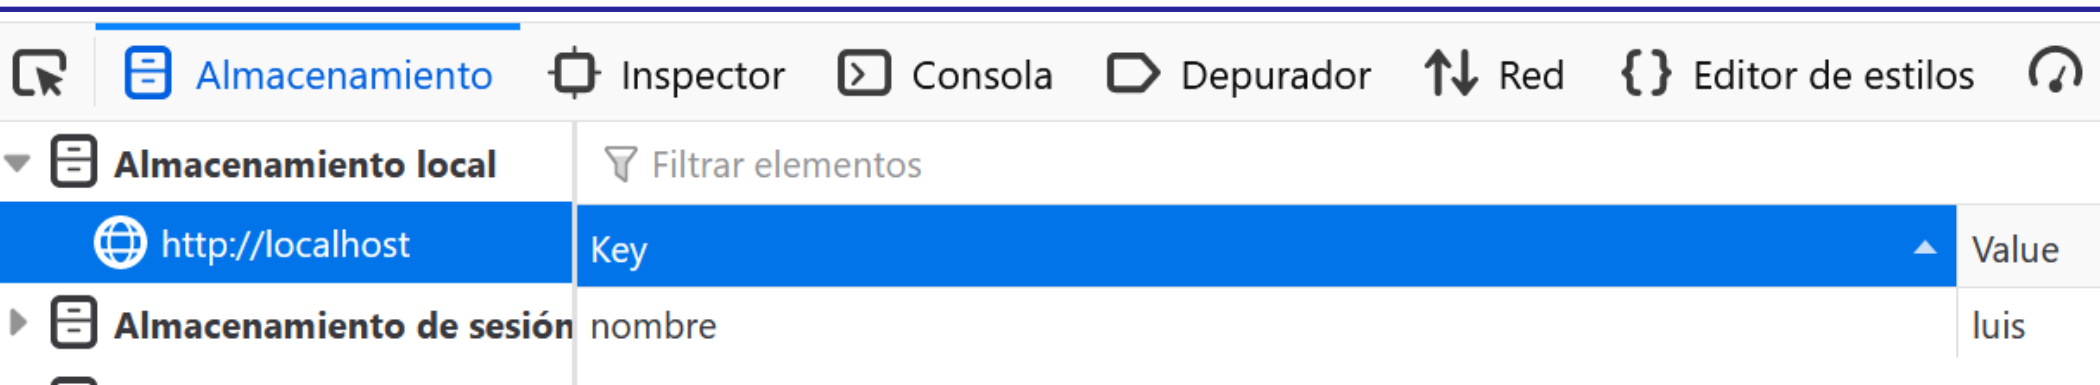 Almacenamiento Inspector Consola Depurador Red Editor de estilos
Almacenamiento local
Filtrar elementos
http://localhost
Key Value
Almacenamiento de sesión
nombre luis